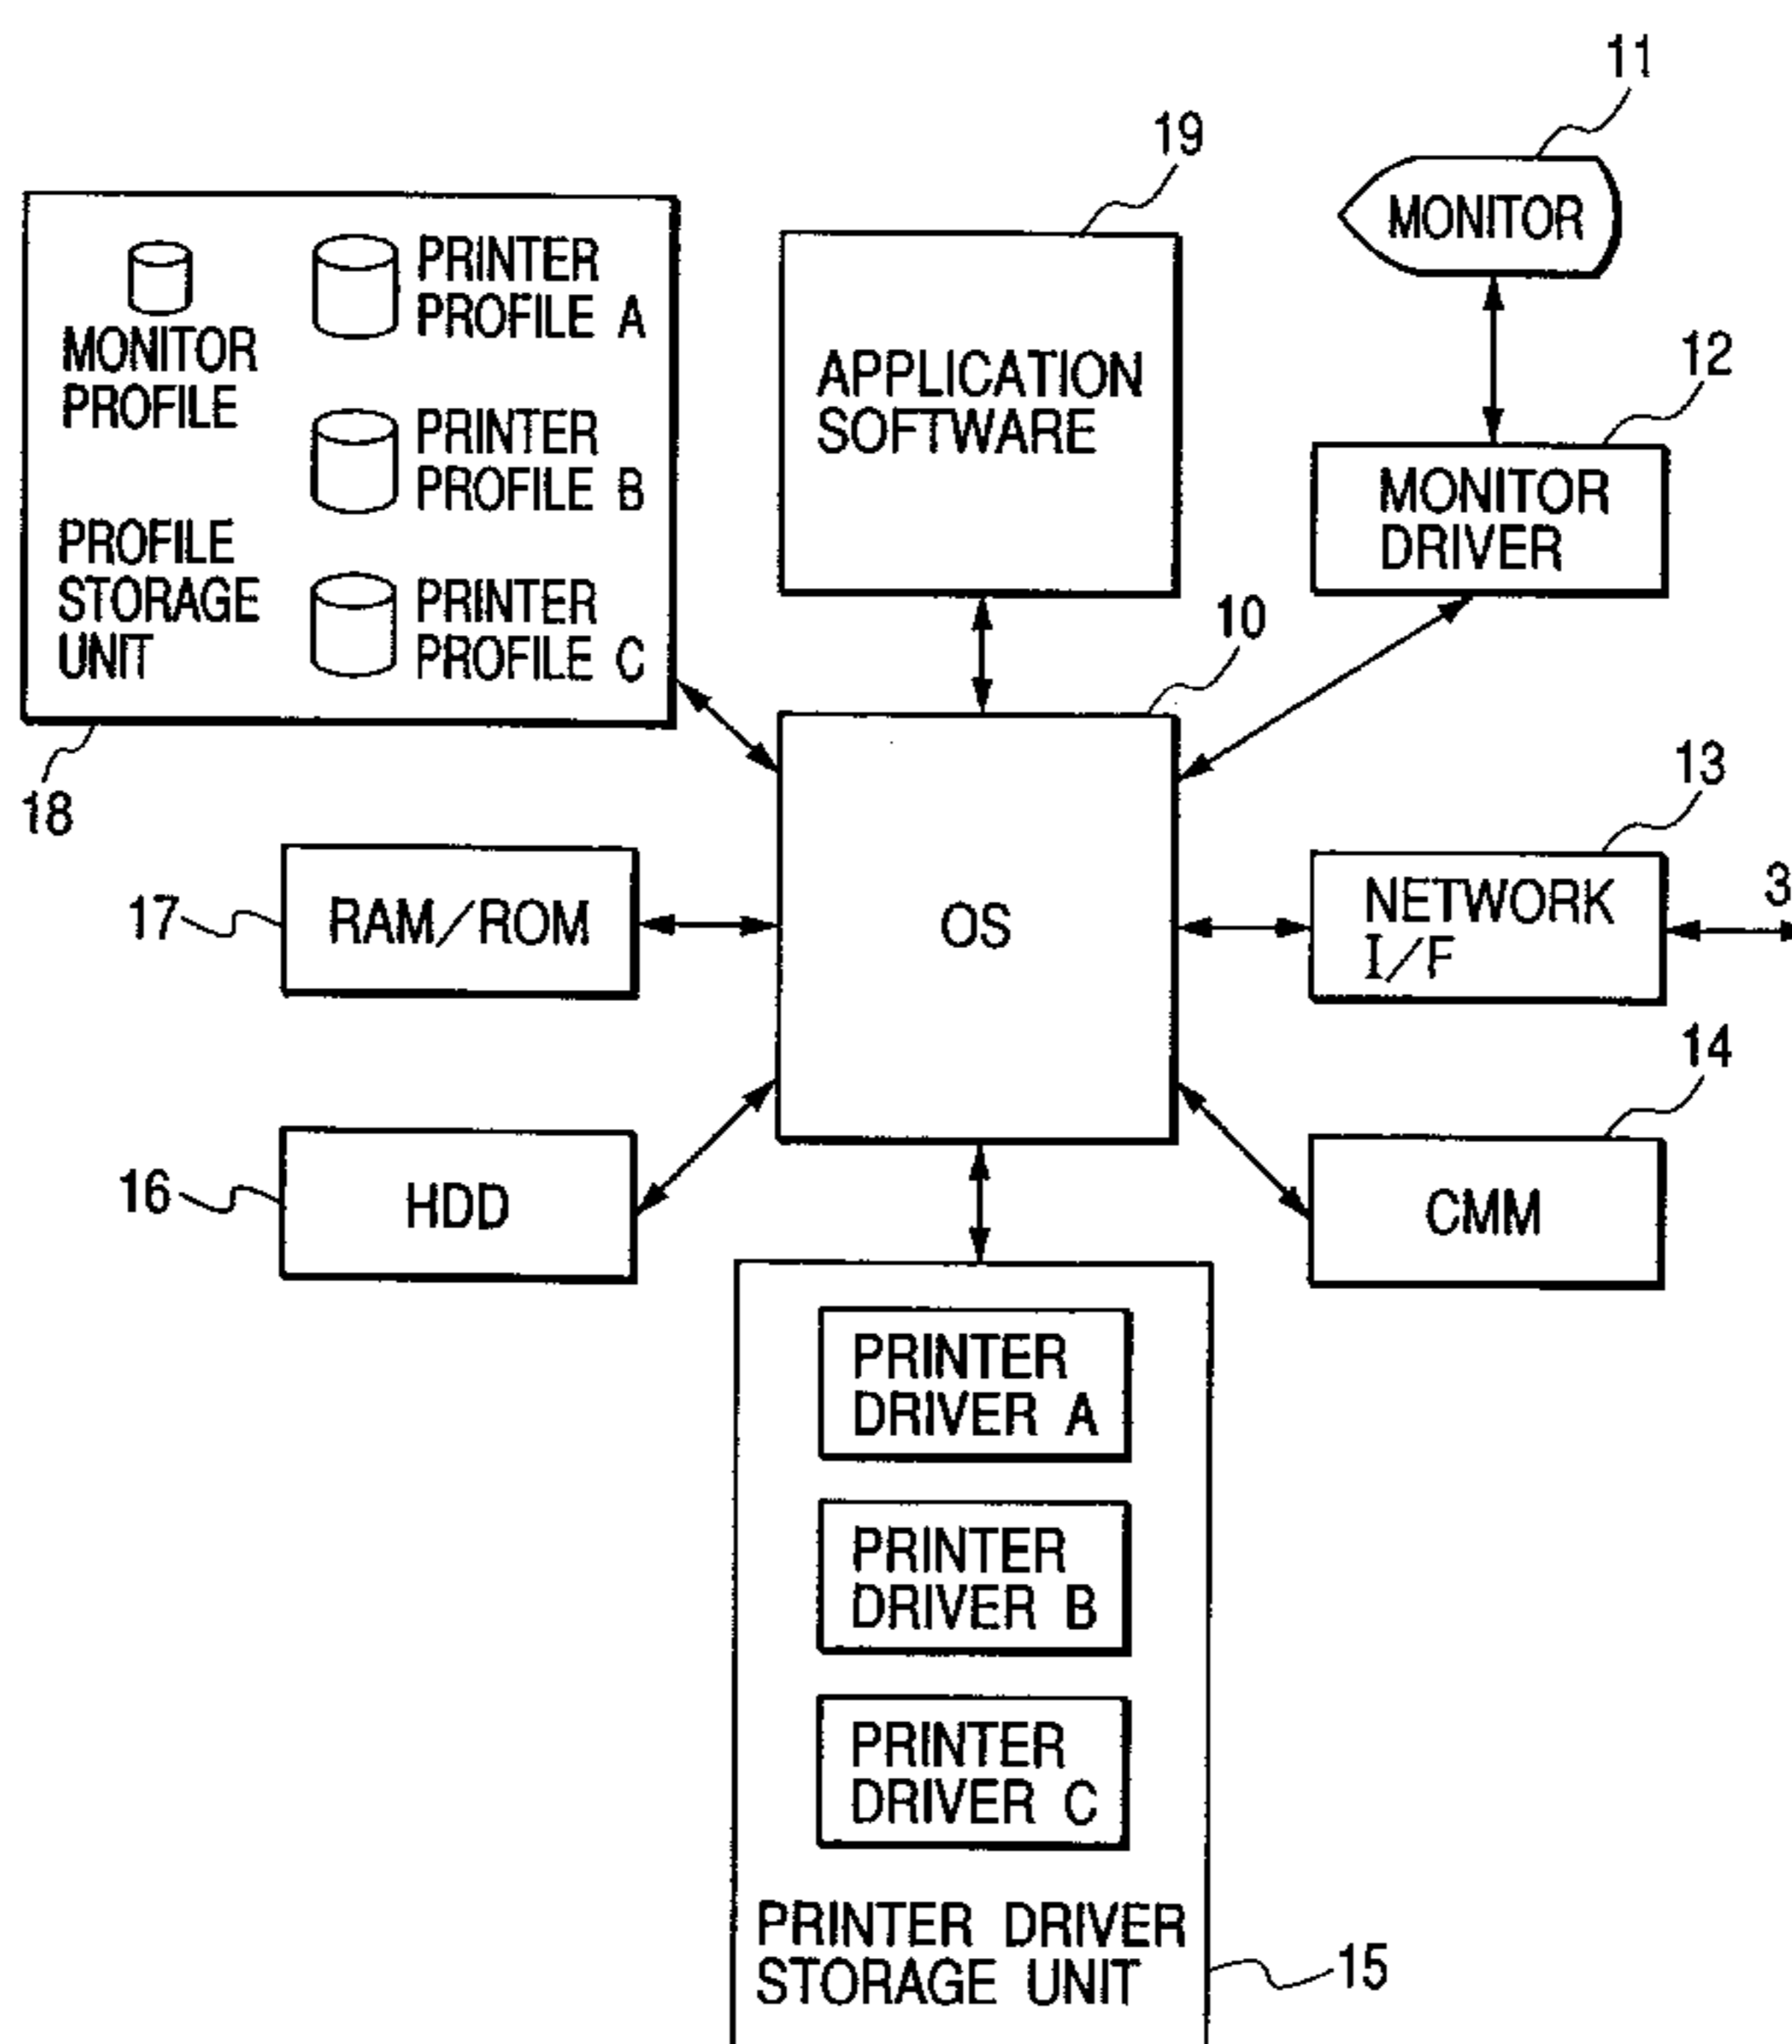 11
19
MONITOR
PRINTER
PROFILE A
MONITOR
PROFILE
12
APPLICATION
SOFTWARE
PRINTER
PROFILE B
MONITOR
DRIVER
PROFILE
STORAGE
UNIT
PRINTER
PROFILE C
10
18
13
17
RAM/ROM
OS
NETWORK
I/F
3
14
16
HDD
CMM
PRINTER
DRIVER A
PRINTER
DRIVER B
PRINTER
DRIVER C
PRINTER DRIVER
STORAGE UNIT
15